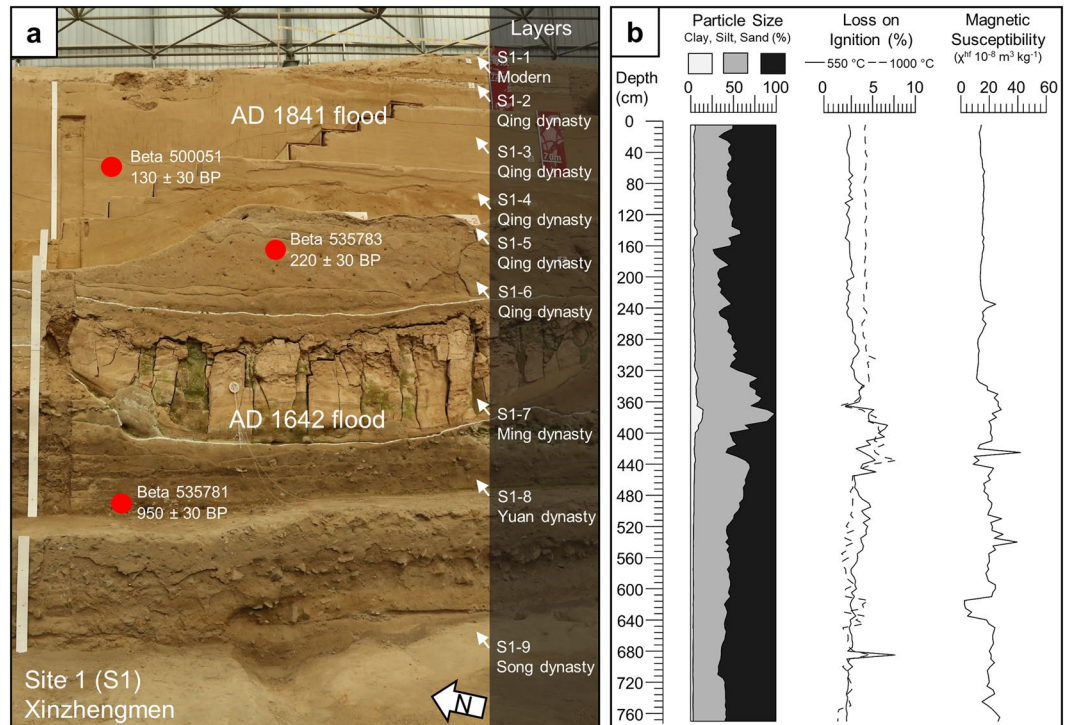 a
Layers
S1-1
Modern
S1-2
Qing dynasty
AD 1841 flood
S1-3
Qing dynasty
Beta 500051
130 ± 30 BP
S1-4
Qing dynasty
Beta 535783
220 ± 30 BP
S1-5
Qing dynasty
S1-6
Qing dynasty
AD 1642 flood
S1-7
Ming dynasty
Beta 535781
950 ± 30 BP
S1-8
Yuan dynasty
S1-9
Song dynasty
Site 1 (S1)
Xinzhengmen
N
b
Particle Size
Clay, Silt, Sand (%)
0 25 50 75 100
Loss on
Ignition (%)
550 °C 1000 °C
0 5 10
Magnetic
Susceptibility
(χʰᶠ 10⁻⁸ m³ kg⁻¹)
0 20 40 60
Depth
(cm)
0
40
80
120
160
200
240
280
320
360
400
440
480
520
560
600
640
680
720
760